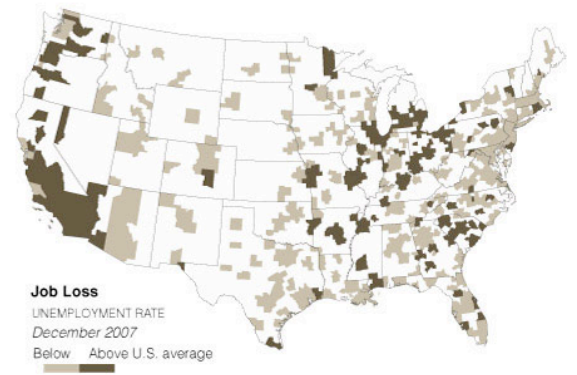 Job Loss
UNEMPLOYMENT RATE
December 2007
Below Above U.S. average